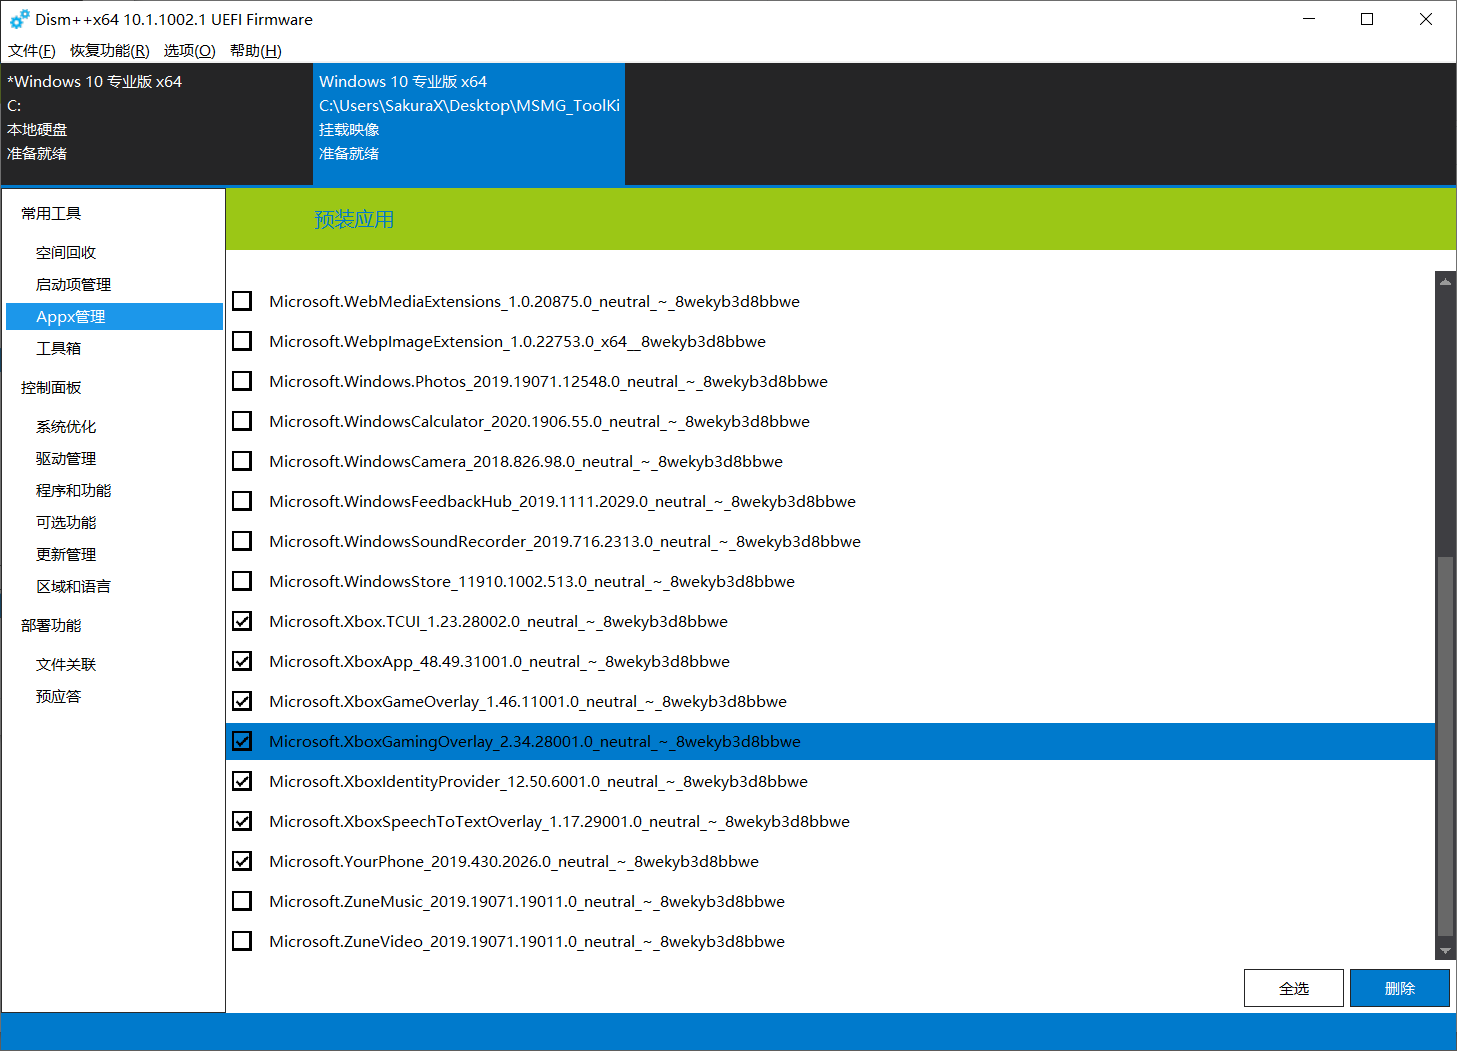 Dism++x64 10.1.1002.1 UEFI Firmware
文件(F) 恢复功能(R) 选项(O) 帮助(H)
*Windows 10 专业版 x64
C:
本地硬盘
准备就绪
Windows 10 专业版 x64
C:\Users\SakuraX\Desktop\MSMG_ToolKi
挂载映像
准备就绪
常用工具
空间回收
启动项管理
Appx管理
工具箱
控制面板
系统优化
驱动管理
程序和功能
可选功能
更新管理
区域和语言
部署功能
文件关联
预应答
预装应用
Microsoft.WebMediaExtensions_1.0.20875.0_neutral_~_8wekyb3d8bbwe
Microsoft.WebpImageExtension_1.0.22753.0_x64__8wekyb3d8bbwe
Microsoft.Windows.Photos_2019.19071.12548.0_neutral_~_8wekyb3d8bbwe
Microsoft.WindowsCalculator_2020.1906.55.0_neutral_~_8wekyb3d8bbwe
Microsoft.WindowsCamera_2018.826.98.0_neutral_~_8wekyb3d8bbwe
Microsoft.WindowsFeedbackHub_2019.1111.2029.0_neutral_~_8wekyb3d8bbwe
Microsoft.WindowsSoundRecorder_2019.716.2313.0_neutral_~_8wekyb3d8bbwe
Microsoft.WindowsStore_11910.1002.513.0_neutral_~_8wekyb3d8bbwe
Microsoft.Xbox.TCUI_1.23.28002.0_neutral_~_8wekyb3d8bbwe
Microsoft.XboxApp_48.49.31001.0_neutral_~_8wekyb3d8bbwe
Microsoft.XboxGameOverlay_1.46.11001.0_neutral_~_8wekyb3d8bbwe
Microsoft.XboxGamingOverlay_2.34.28001.0_neutral_~_8wekyb3d8bbwe
Microsoft.XboxIdentityProvider_12.50.6001.0_neutral_~_8wekyb3d8bbwe
Microsoft.XboxSpeechToTextOverlay_1.17.29001.0_neutral_~_8wekyb3d8bbwe
Microsoft.YourPhone_2019.430.2026.0_neutral_~_8wekyb3d8bbwe
Microsoft.ZuneMusic_2019.19071.19011.0_neutral_~_8wekyb3d8bbwe
Microsoft.ZuneVideo_2019.19071.19011.0_neutral_~_8wekyb3d8bbwe
全选
删除